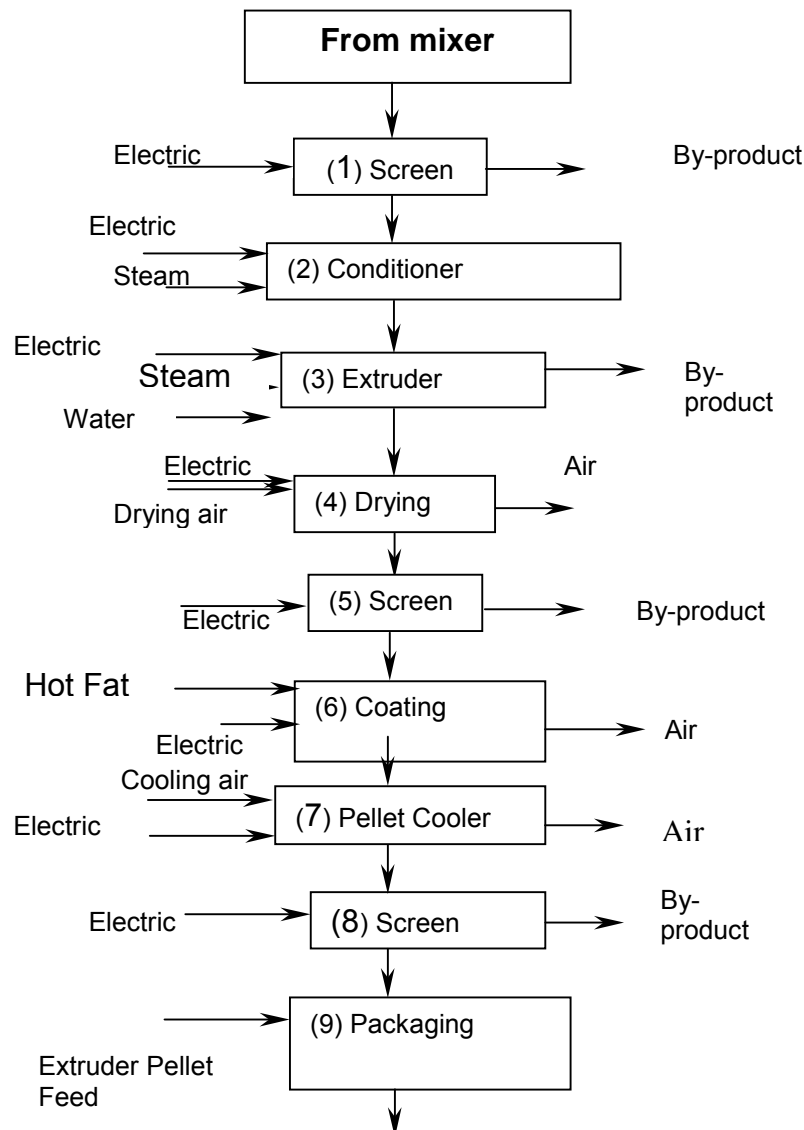 From mixer
Electric
(1) Screen
By-product
Electric
Steam
(2) Conditioner
Electric
Steam
Water
(3) Extruder
By-
product
Electric
Drying air
(4) Drying
Air
Electric
(5) Screen
By-product
Hot Fat
Electric
(6) Coating
Air
Cooling air
Electric
(7) Pellet Cooler
Air
Electric
(8) Screen
By-
product
(9) Packaging
Extruder Pellet
Feed